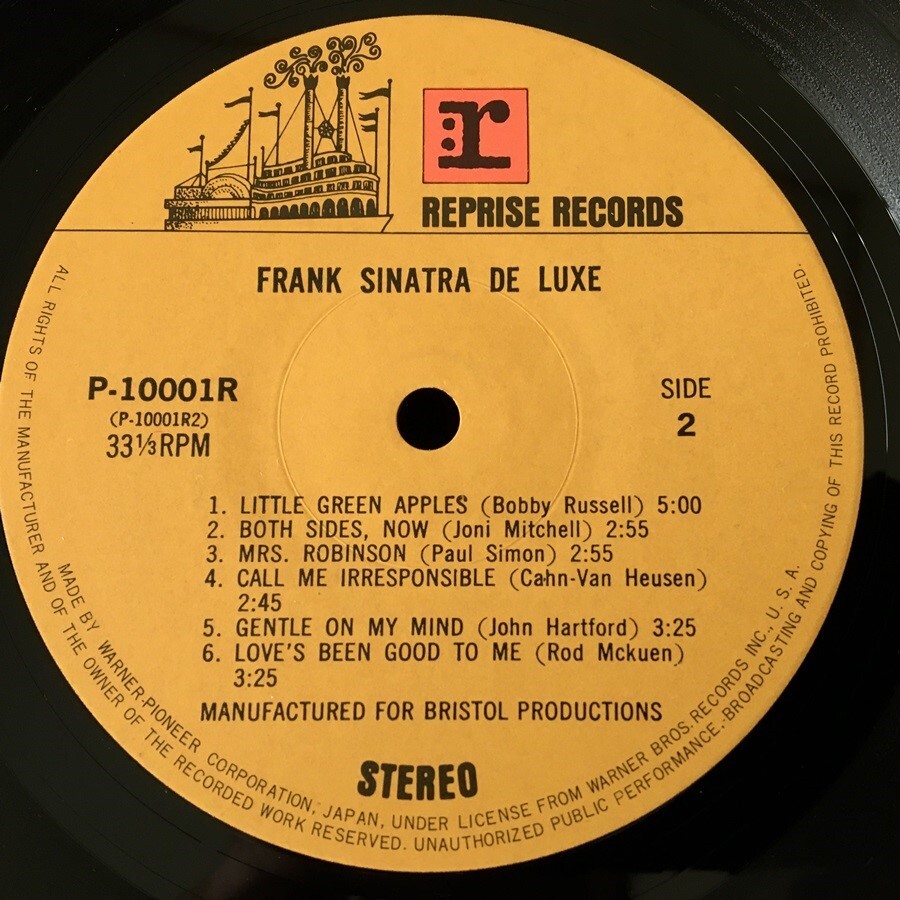 r
REPRISE RECORDS
FRANK SINATRA DE LUXE
P-10001R
(P-10001R2)
33⅓RPM
SIDE
2
1. LITTLE GREEN APPLES (Bobby Russell) 5:00
2. BOTH SIDES, NOW (Joni Mitchell) 2:55
3. MRS. ROBINSON (Paul Simon) 2:55
4. CALL ME IRRESPONSIBLE (Cahn-Van Heusen)
2:45
5. GENTLE ON MY MIND (John Hartford) 3:25
6. LOVE'S BEEN GOOD TO ME (Rod Mckuen)
3:25
MANUFACTURED FOR BRISTOL PRODUCTIONS
STEREO
MADE BY WARNER-PIONEER CORPORATION, JAPAN, UNDER LICENSE FROM WARNER BROS. RECORDS INC., U. S. A.
ALL RIGHTS OF THE MANUFACTURER AND OF THE OWNER OF THE RECORDED WORK RESERVED. UNAUTHORIZED PUBLIC PERFORMANCE, BROADCASTING AND COPYING OF THIS RECORD PROHIBITED.